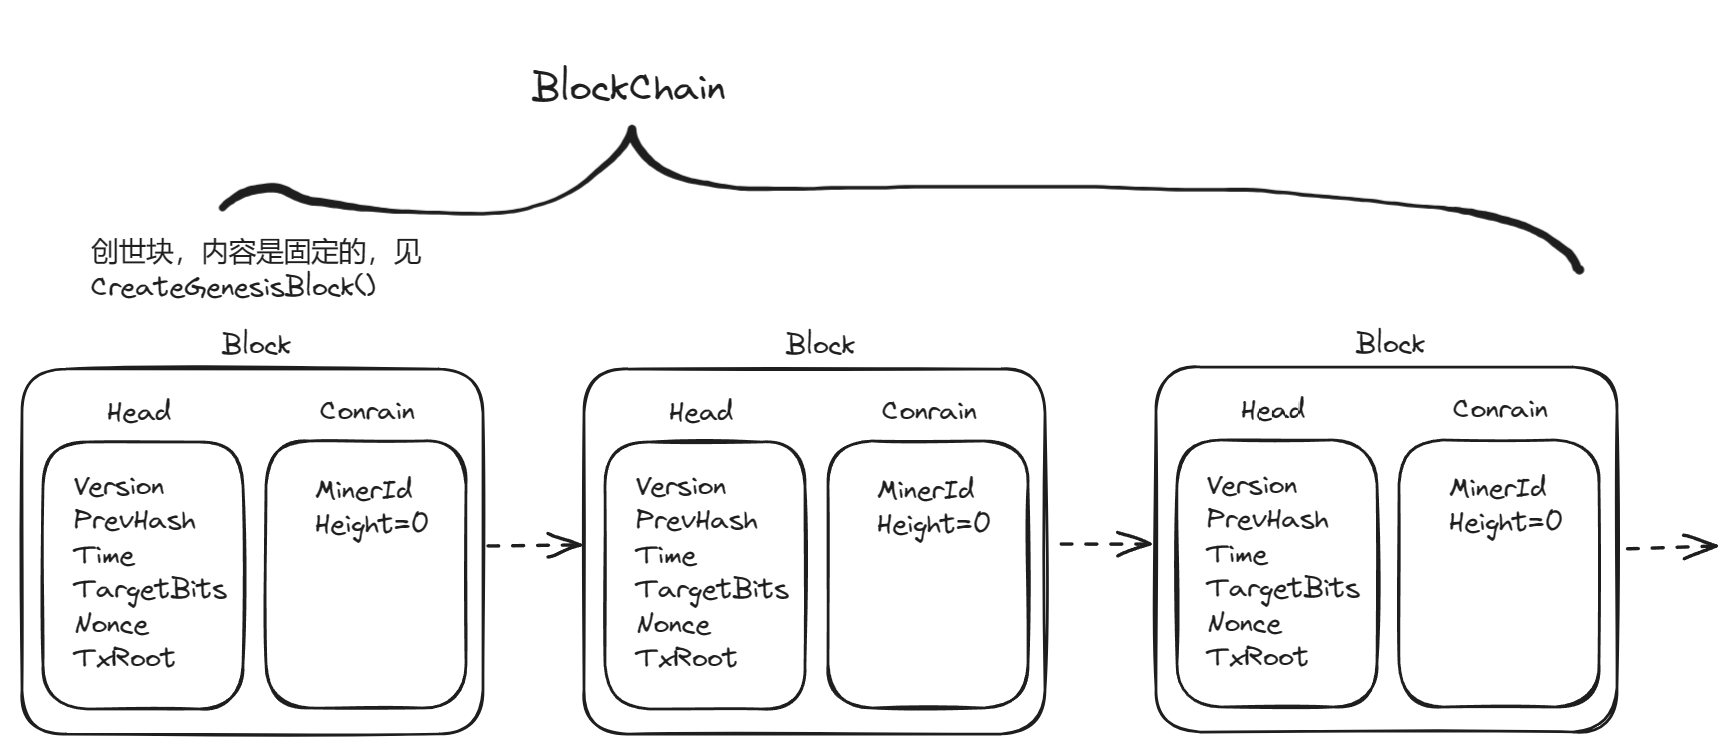 BlockChain
创世块，内容是固定的，见
CreateGenesisBlock()
Block
Head
Conrain
Version
PrevHash
Time
TargetBits
Nonce
TxRoot
MinerId
Height=0
Block
Head
Conrain
Version
PrevHash
Time
TargetBits
Nonce
TxRoot
MinerId
Height=0
Block
Head
Conrain
Version
PrevHash
Time
TargetBits
Nonce
TxRoot
MinerId
Height=0